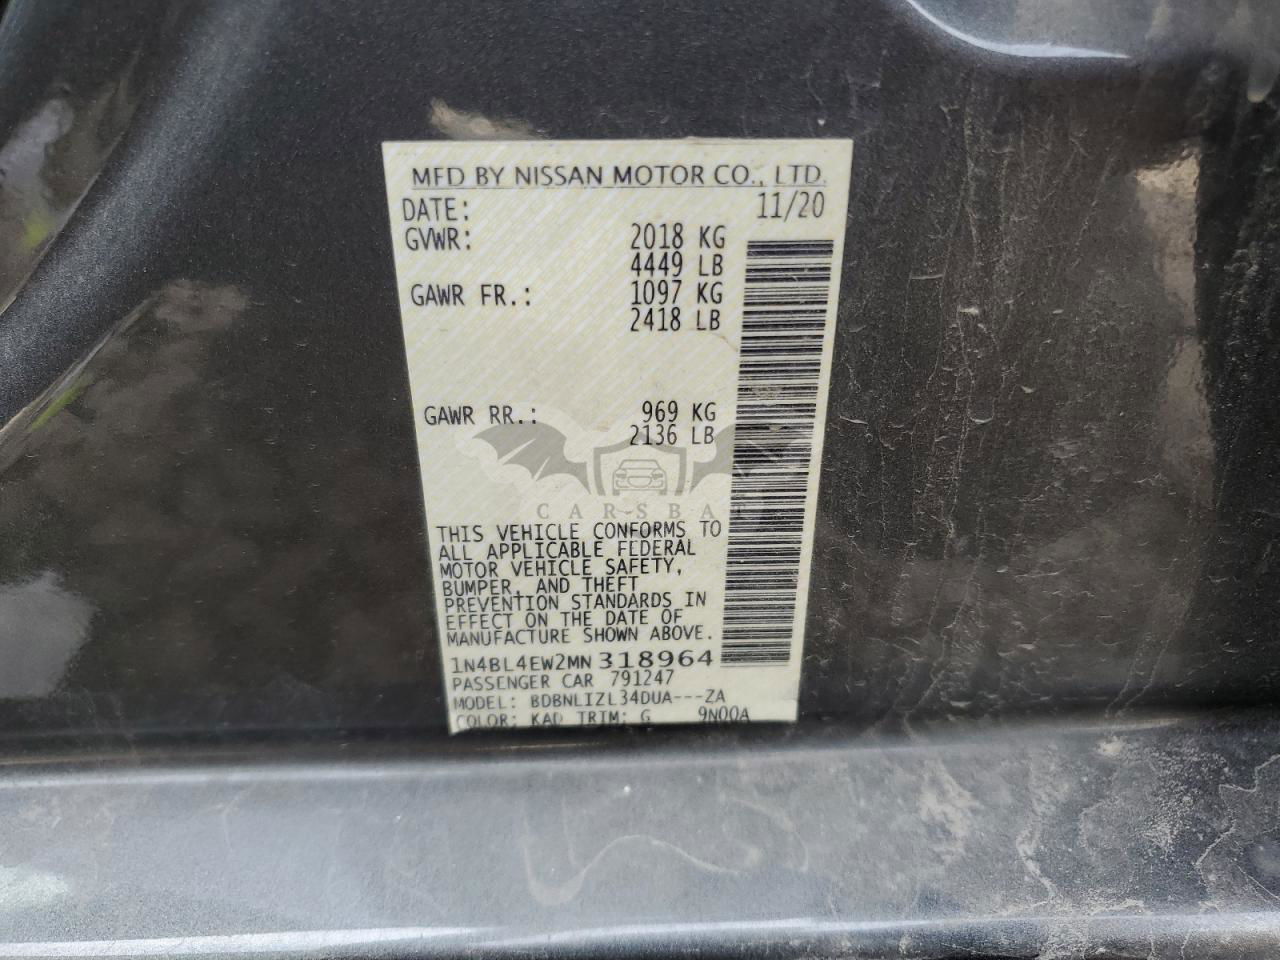 MFD BY NISSAN MOTOR CO., LTD.
DATE: 11/20
GVWR: 2018 KG
4449 LB
GAWR FR.: 1097 KG
2418 LB
GAWR RR.: 969 KG
2136 LB
CARSBAT
THIS VEHICLE CONFORMS TO
ALL APPLICABLE FEDERAL
MOTOR VEHICLE SAFETY,
BUMPER, AND THEFT
PREVENTION STANDARDS IN
EFFECT ON THE DATE OF
MANUFACTURE SHOWN ABOVE.
1N4BL4EW2MN318964
PASSENGER CAR 791247
MODEL: BDBNLIZL34DUA---ZA
COLOR: KAD TRIM: G 9N00A